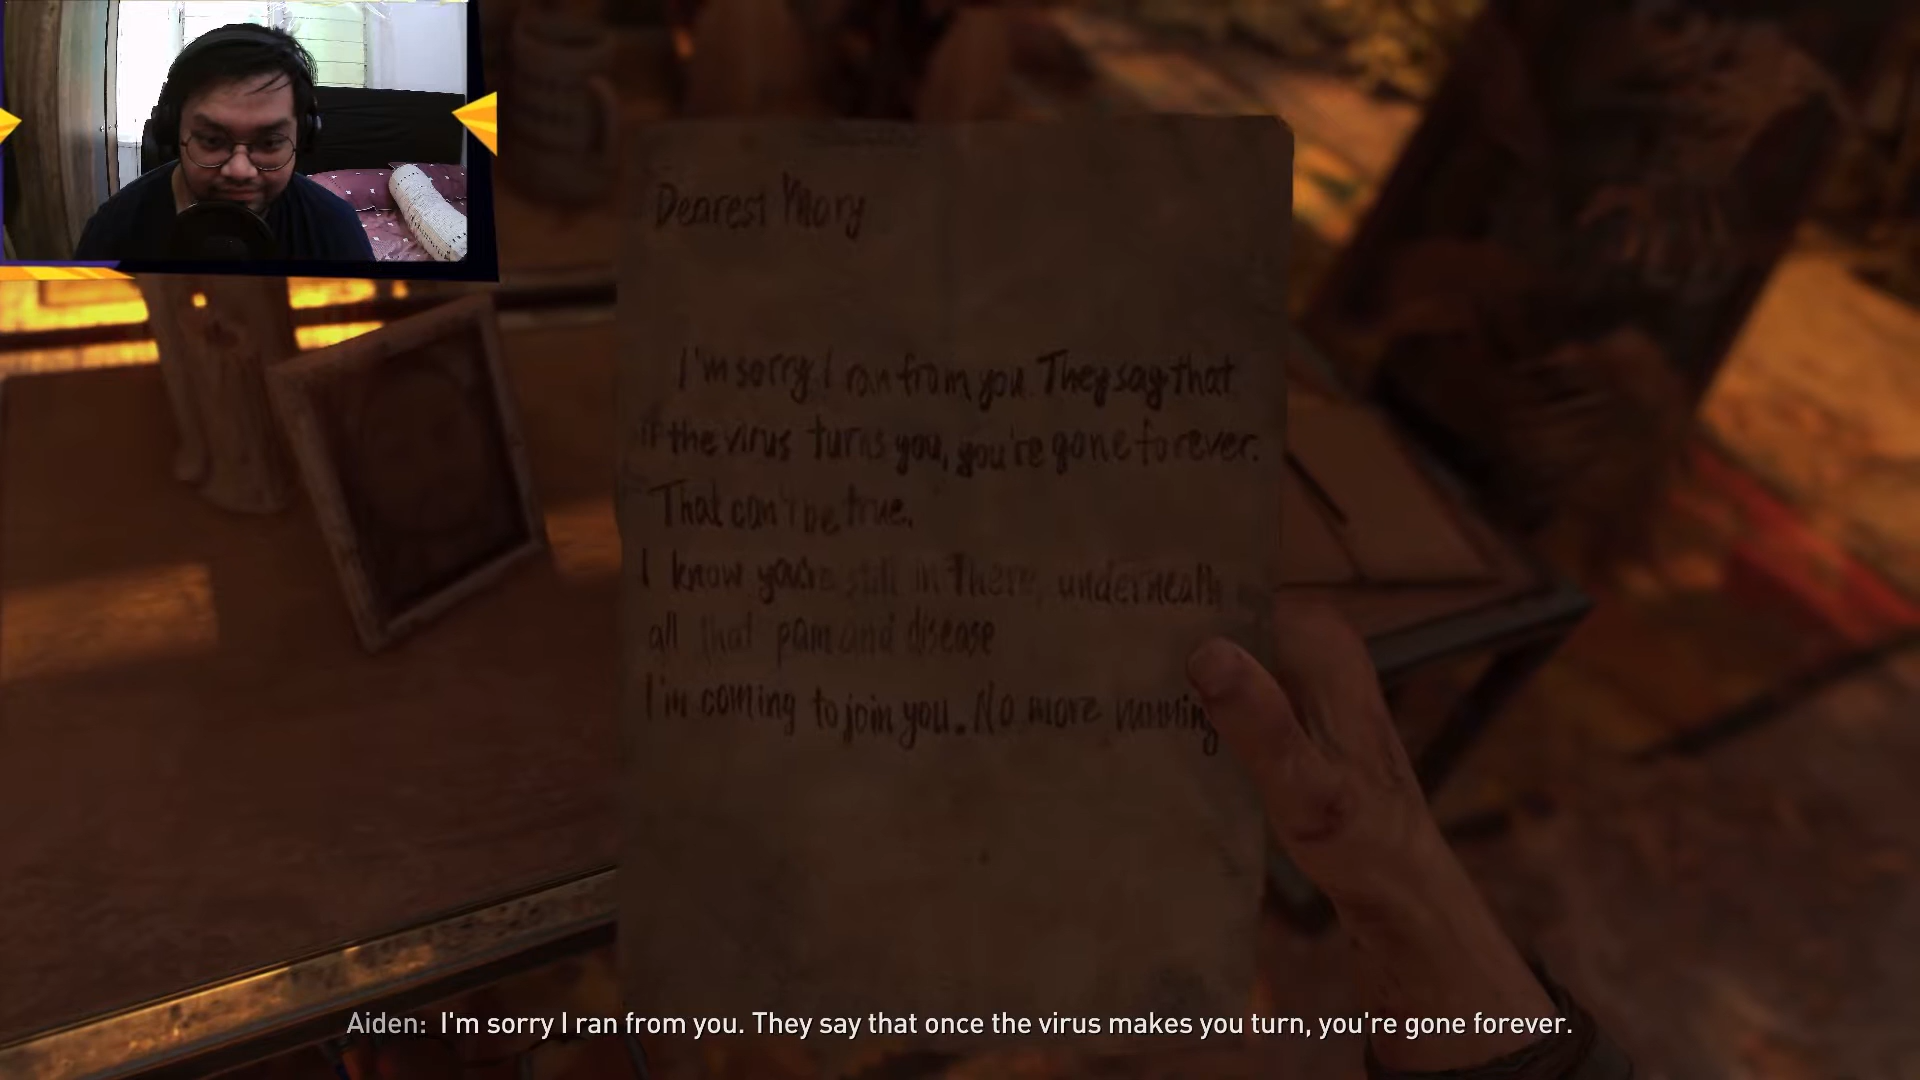 Dearest Mary
I'm sorry I ran from you. They say that
if the virus turns you, you're gone forever.
That can't be true.
I know you're still in there, underneath
all that pain and disease
I'm coming to join you. No more running
Aiden: I'm sorry I ran from you. They say that once the virus makes you turn, you're gone forever.